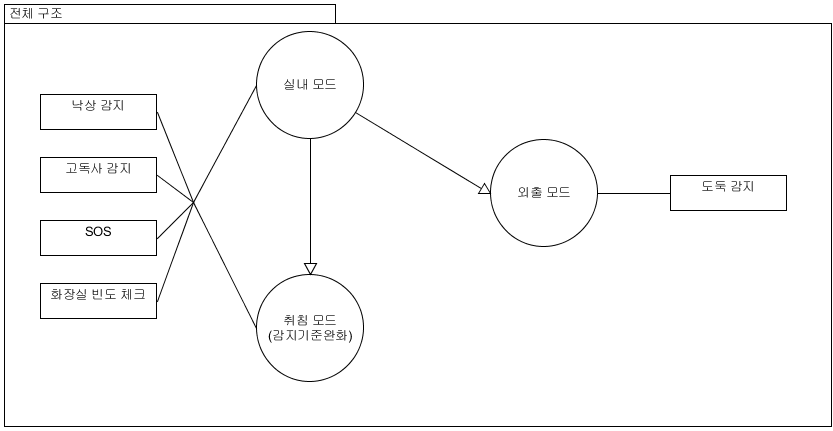 전체 구조
실내 모드
낙상 감지
고독사 감지
외출 모드
도둑 감지
SOS
화장실 빈도 체크
취침 모드
(감지기준완화)